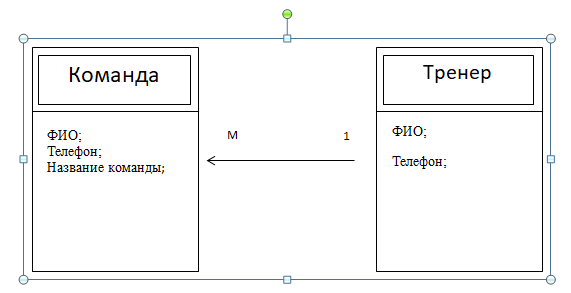 Команда
ФИО;
Телефон;
Название команды;
М
1
Тренер
ФИО;
Телефон;